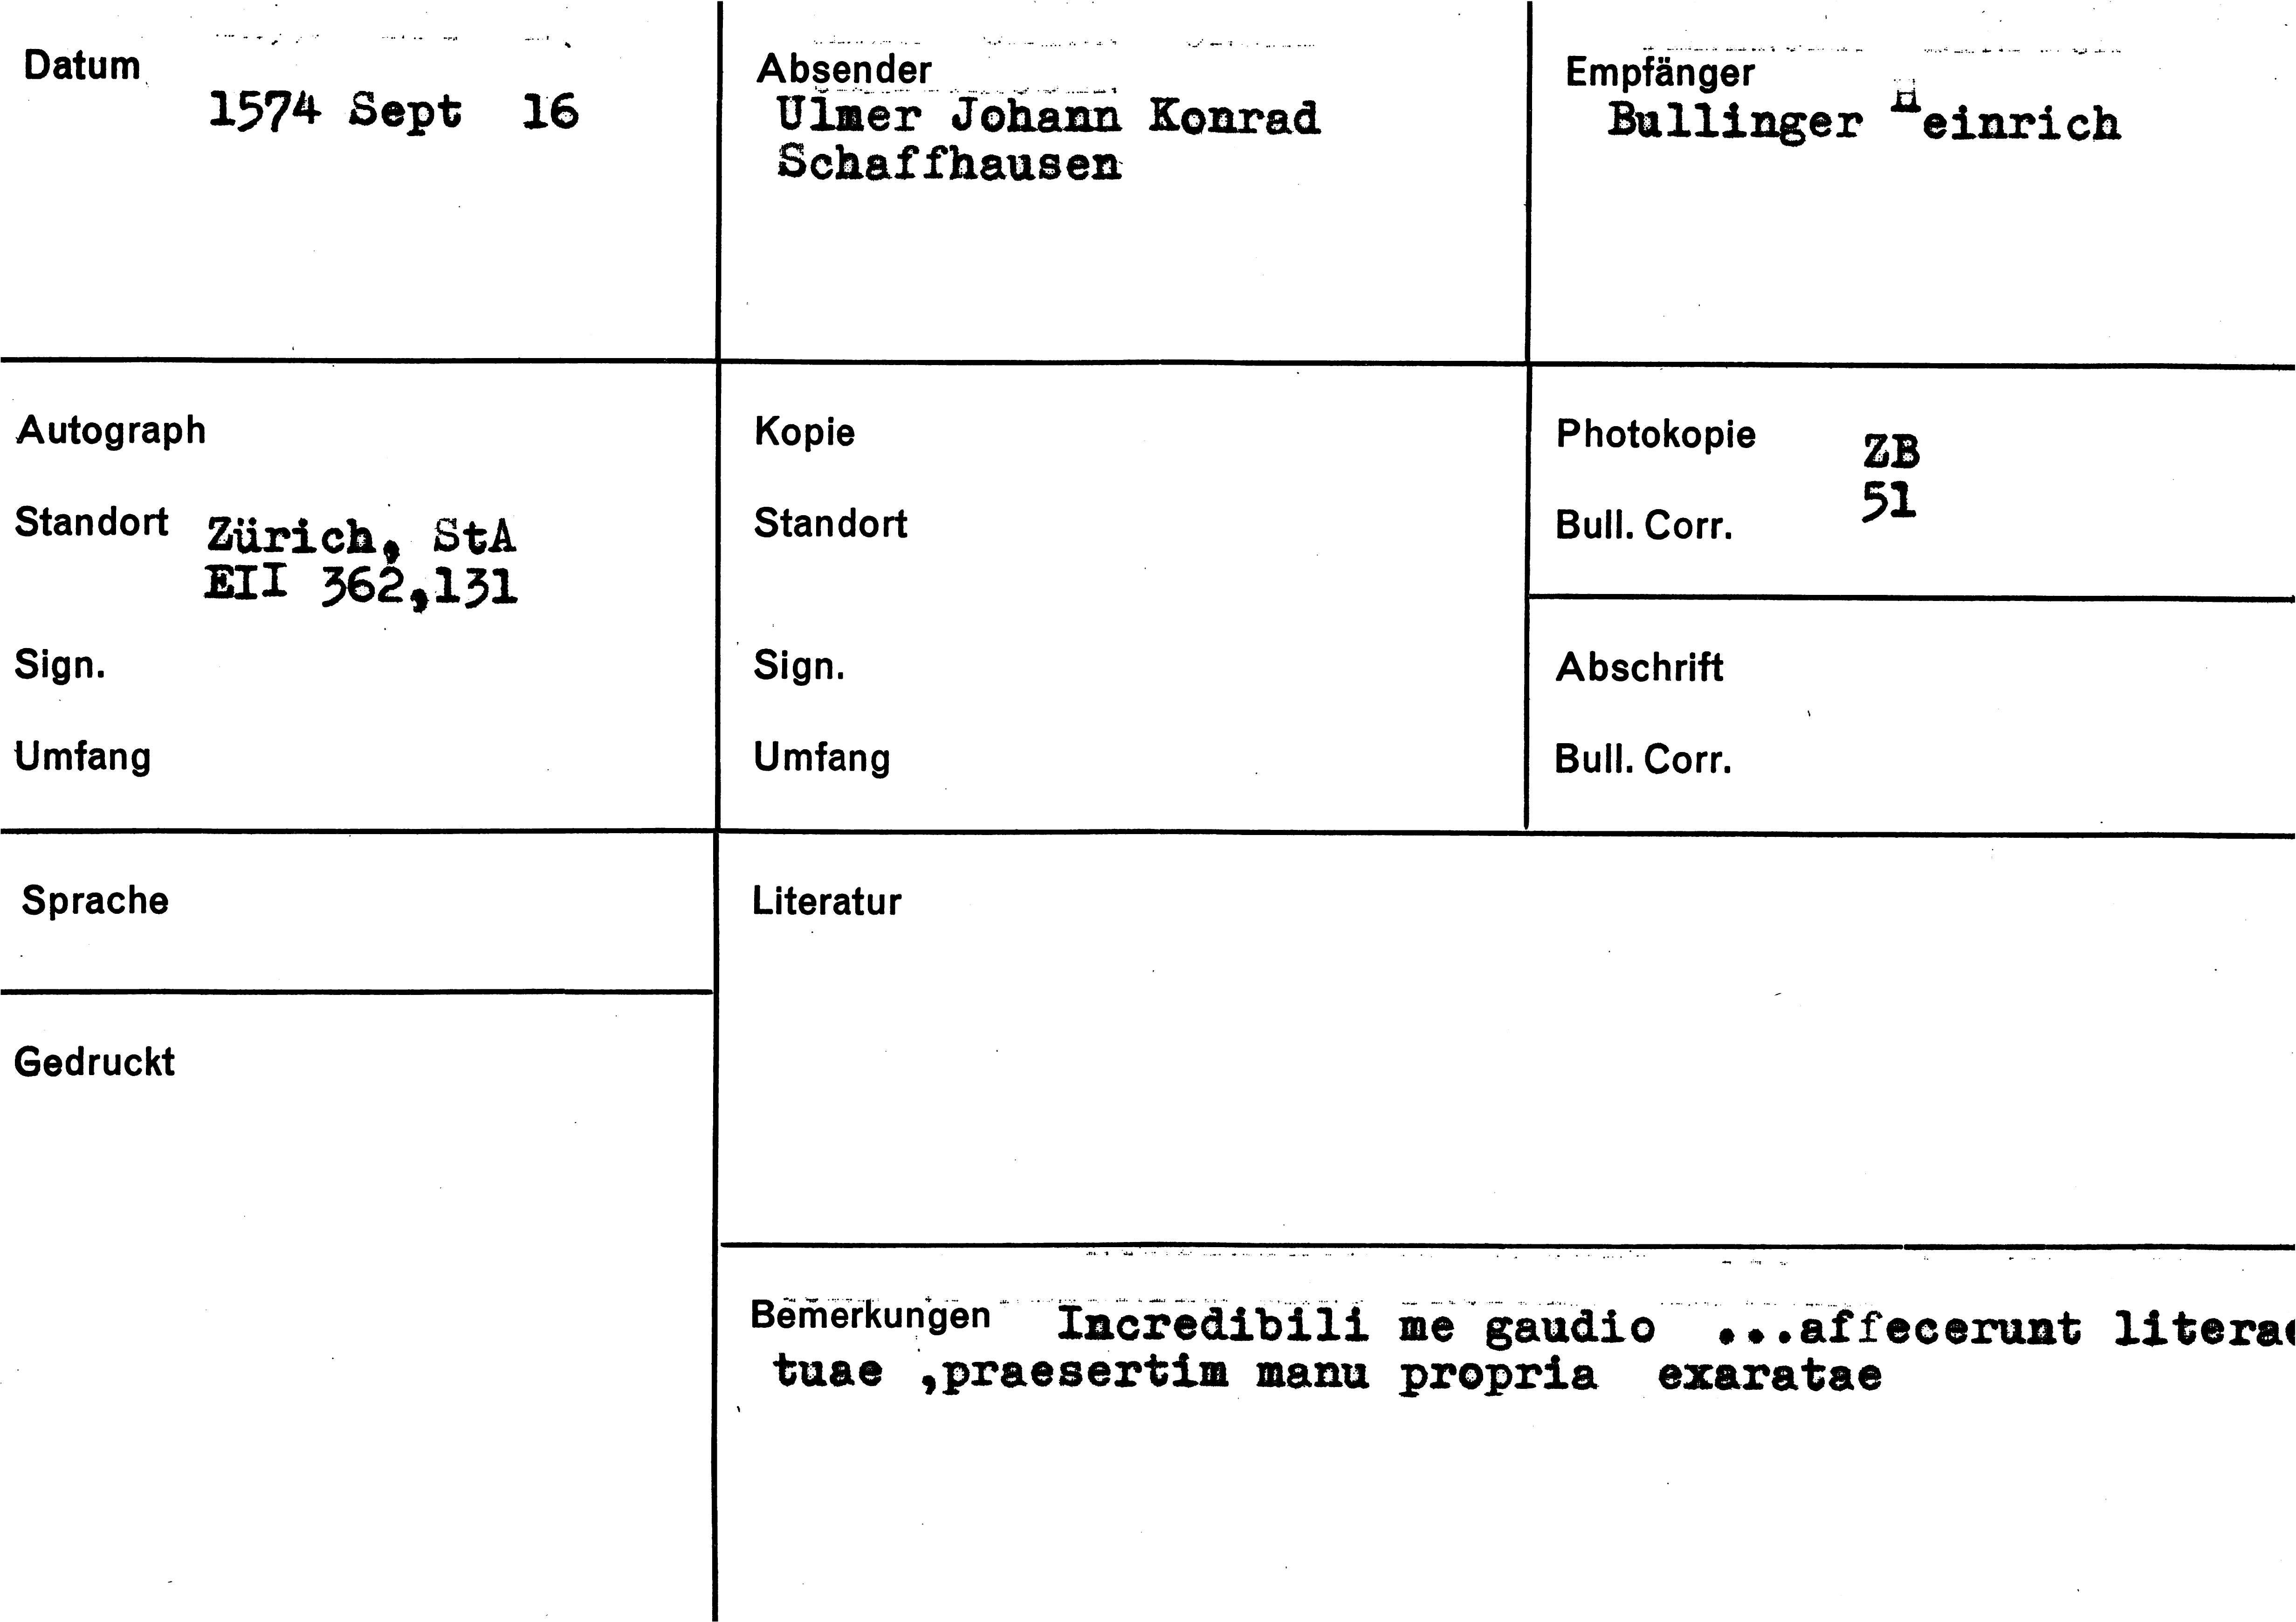 Datum
1574 Sept 16
Absender
Ulmer Johann Konrad
Schaffhausen
Empfänger
Bullinger Heinrich
Autograph
Standort Zürich, StA
EII 362,131
Sign.
Umfang
Kopie
Standort
Sign.
Umfang
Photokopie ZB
Bull. Corr. 51
Abschrift
Bull. Corr.
Sprache
Gedruckt
Literatur
Bemerkungen Incredibili me gaudio ...affecerunt literae
tuae ,praesertim manu propria exaratae